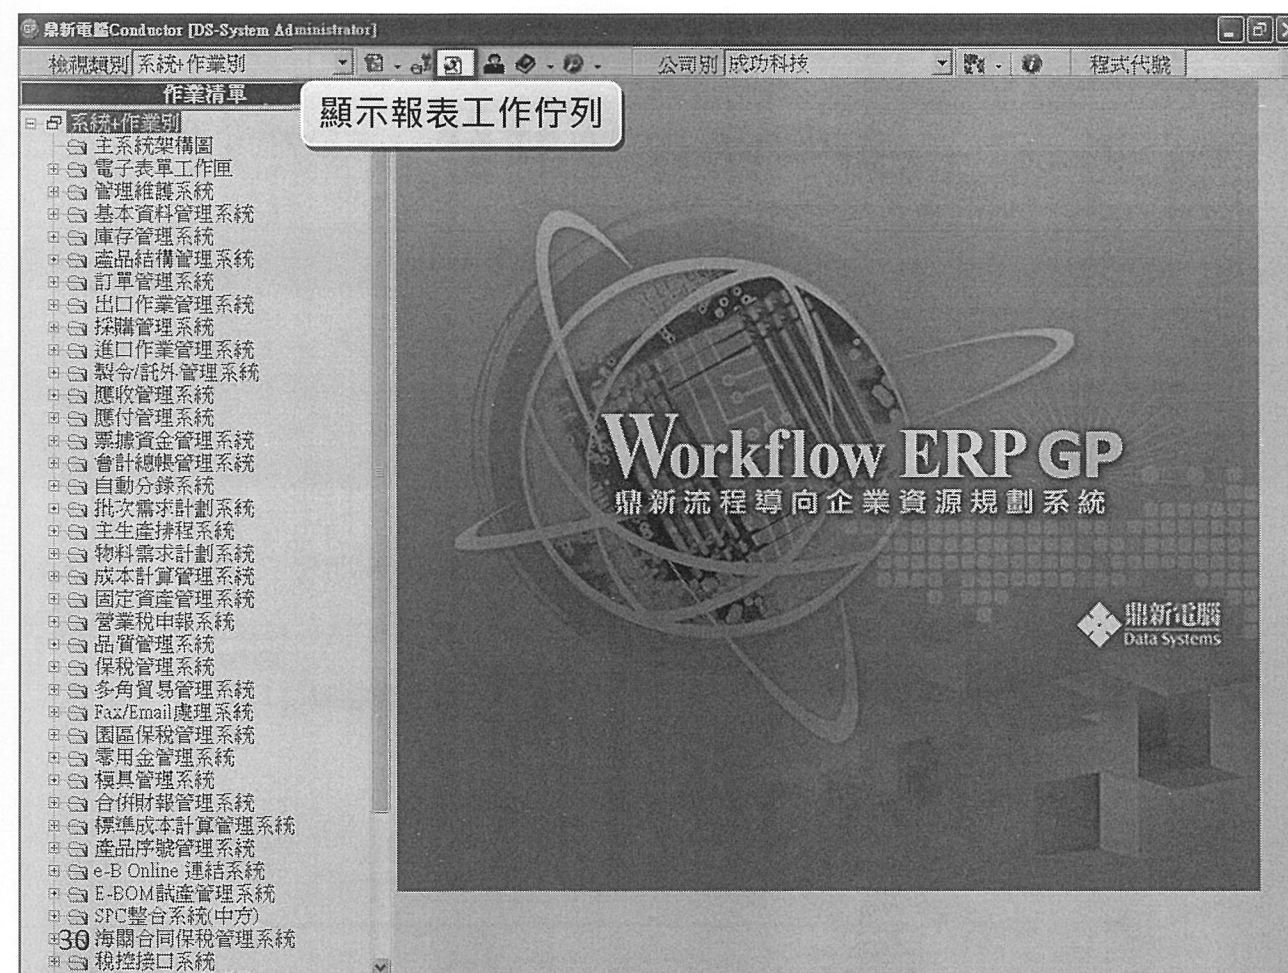 鼎新電腦Conductor [DS-System Administrator]
檢視類別 系統+作業別 公司別 成功科技 程式代號
作業清單
顯示報表工作佇列
系統+作業別
主系統架構圖
電子表單工作匣
管理維護系統
基本資料管理系統
庫存管理系統
產品結構管理系統
訂單管理系統
出口作業管理系統
採購管理系統
進口作業管理系統
製令/託外管理系統
應收管理系統
應付管理系統
票據資金管理系統
會計總帳管理系統
自動分錄系統
批次需求計劃系統
主生產排程系統
物料需求計劃系統
成本計算管理系統
固定資產管理系統
營業稅申報系統
品質管理系統
保稅管理系統
多角貿易管理系統
Fax/Email處理系統
園區保稅管理系統
零用金管理系統
模具管理系統
合併財報管理系統
標準成本計算管理系統
產品序號管理系統
e-B Online 連結系統
E-BOM試產管理系統
SPC整合系統(中方)
海關合同保稅管理系統
稅控接口系統
30
Workflow ERP GP
鼎新流程導向企業資源規劃系統
鼎新電腦
Data Systems